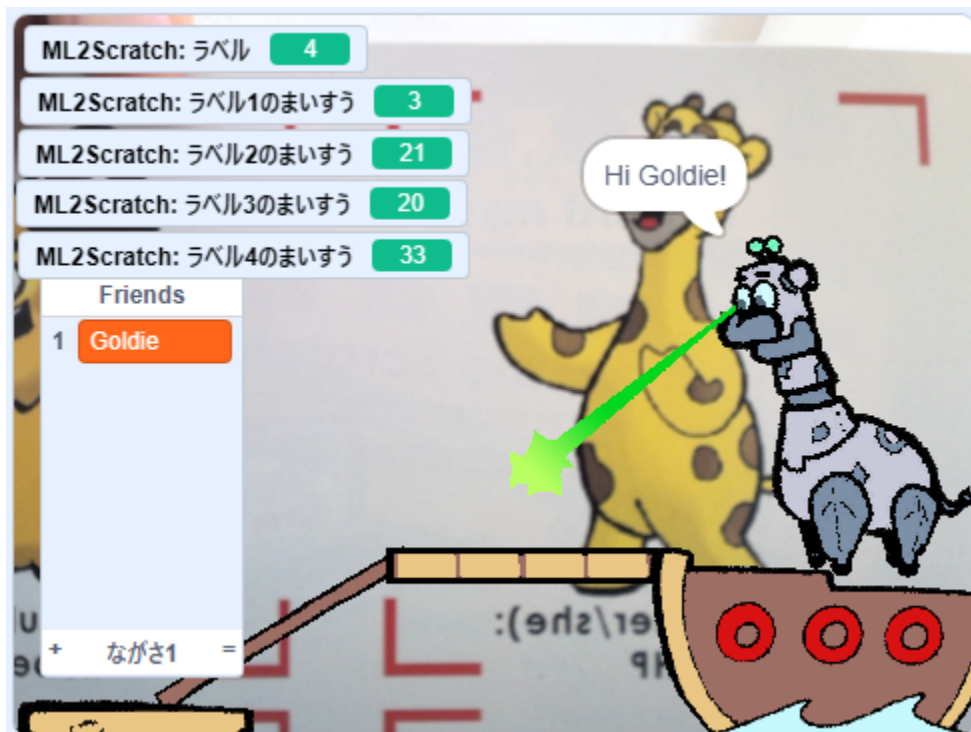 ML2Scratch: ラベル 4
ML2Scratch: ラベル1のまいすう 3
ML2Scratch: ラベル2のまいすう 21
ML2Scratch: ラベル3のまいすう 20
ML2Scratch: ラベル4のまいすう 33
Hi Goldie!
Friends
1 Goldie
+ ながさ1 =
er/she):
HP